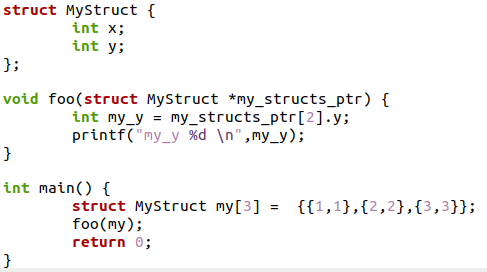 struct MyStruct {
        int x;
        int y;
};

void foo(struct MyStruct *my_structs_ptr) {
        int my_y = my_structs_ptr[2].y;
        printf("my_y %d \n",my_y);
}

int main() {
        struct MyStruct my[3] =  {{1,1},{2,2},{3,3}};
        foo(my);
        return 0;
}